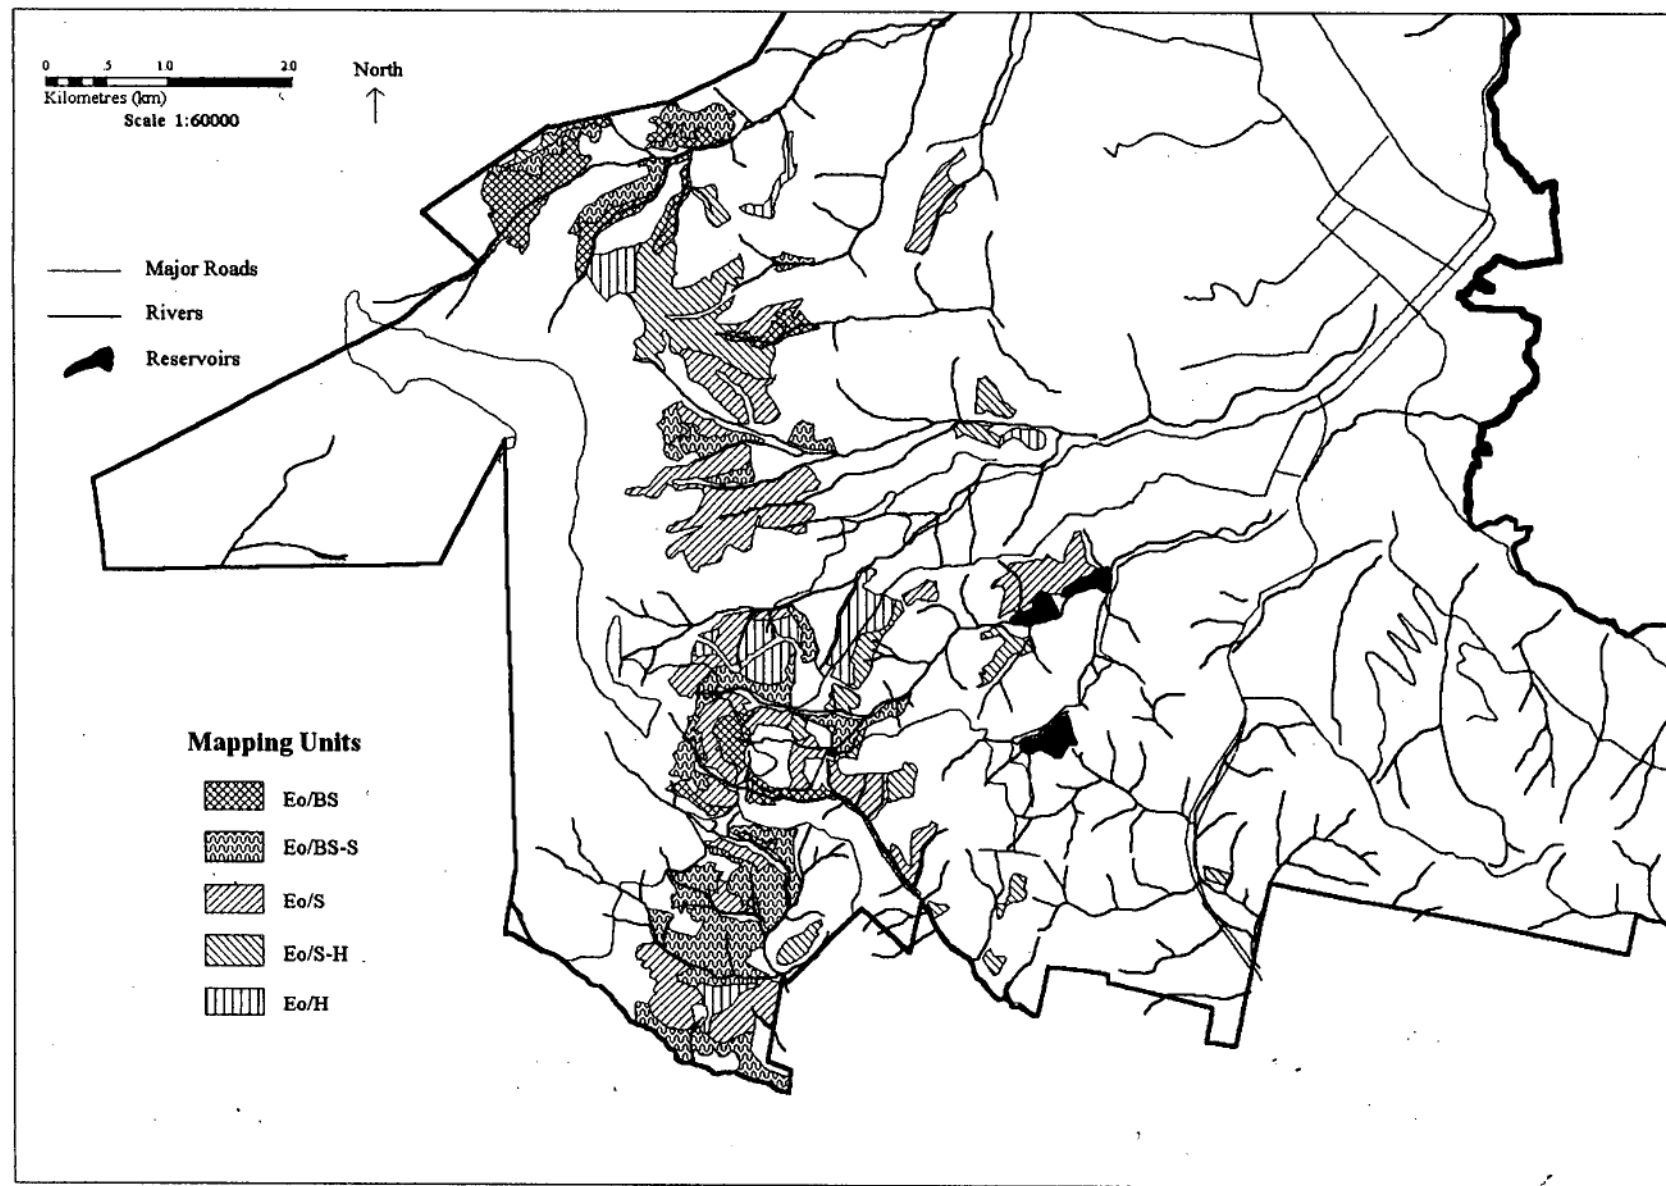 0 .5 1.0 2.0
Kilometres (km)
Scale 1:60000
North
Major Roads
Rivers
Reservoirs
Mapping Units
Eo/BS
Eo/BS-S
Eo/S
Eo/S-H
Eo/H